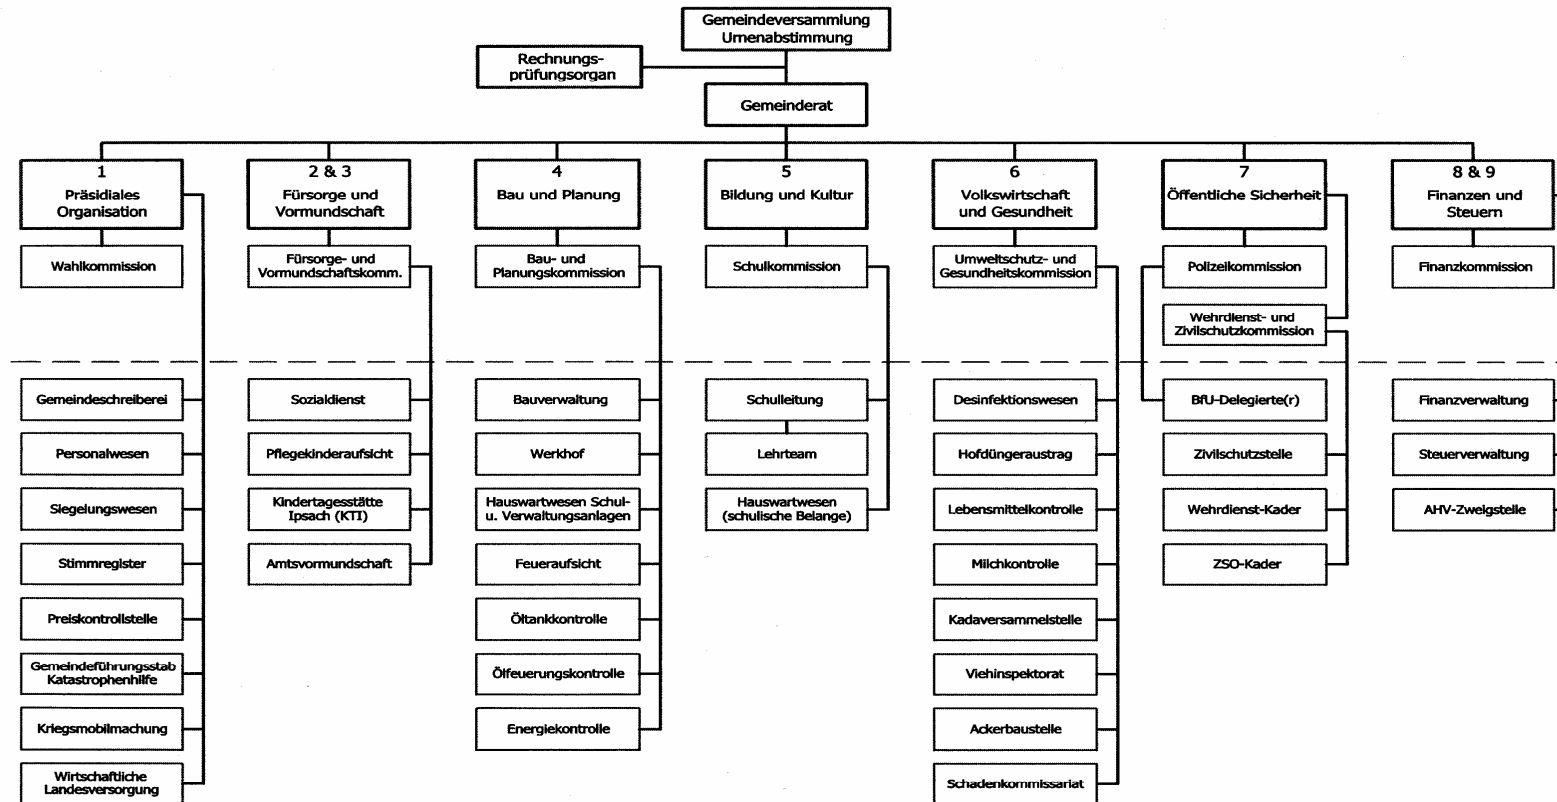 Gemeindeversammlung
Urnenabstimmung
Rechnungs-
prüfungsorgan
Gemeinderat
1
Präsidiales
Organisation
2 & 3
Fürsorge und
Vormundschaft
4
Bau und Planung
5
Bildung und Kultur
6
Volkswirtschaft
und Gesundheit
7
Öffentliche Sicherheit
8 & 9
Finanzen und
Steuern
Wahlkommission
Fürsorge- und
Vormundschaftskomm.
Bau- und
Planungskommission
Schulkommission
Umweltschutz- und
Gesundheitskommission
Polizeikommission
Finanzkommission
Wehrdienst- und
Zivilschutzkommission
Gemeindeschreiberei
Sozialdienst
Bauverwaltung
Schulleitung
Desinfektionswesen
BfU-Delegierte(r)
Finanzverwaltung
Personalwesen
Pflegekinderaufsicht
Werkhof
Lehrteam
Hofdüngeraustrag
Zivilschutzstelle
Steuerverwaltung
Siegelungswesen
Kindertagesstätte
Ipsach (KTI)
Hauswartwesen Schul-
u. Verwaltungsanlagen
Hauswartwesen
(schulische Belange)
Lebensmittelkontrolle
Wehrdienst-Kader
AHV-Zweigstelle
Stimmregister
Amtsvormundschaft
Feueraufsicht
Milchkontrolle
ZSO-Kader
Preiskontrollstelle
Öltankkontrolle
Kadaversammelstelle
Gemeindeführungsstab
Katastrophenhilfe
Ölfeuerungskontrolle
Viehinspektorat
Kriegsmobilmachung
Energiekontrolle
Ackerbaustelle
Wirtschaftliche
Landesversorgung
Schadenkommissariat